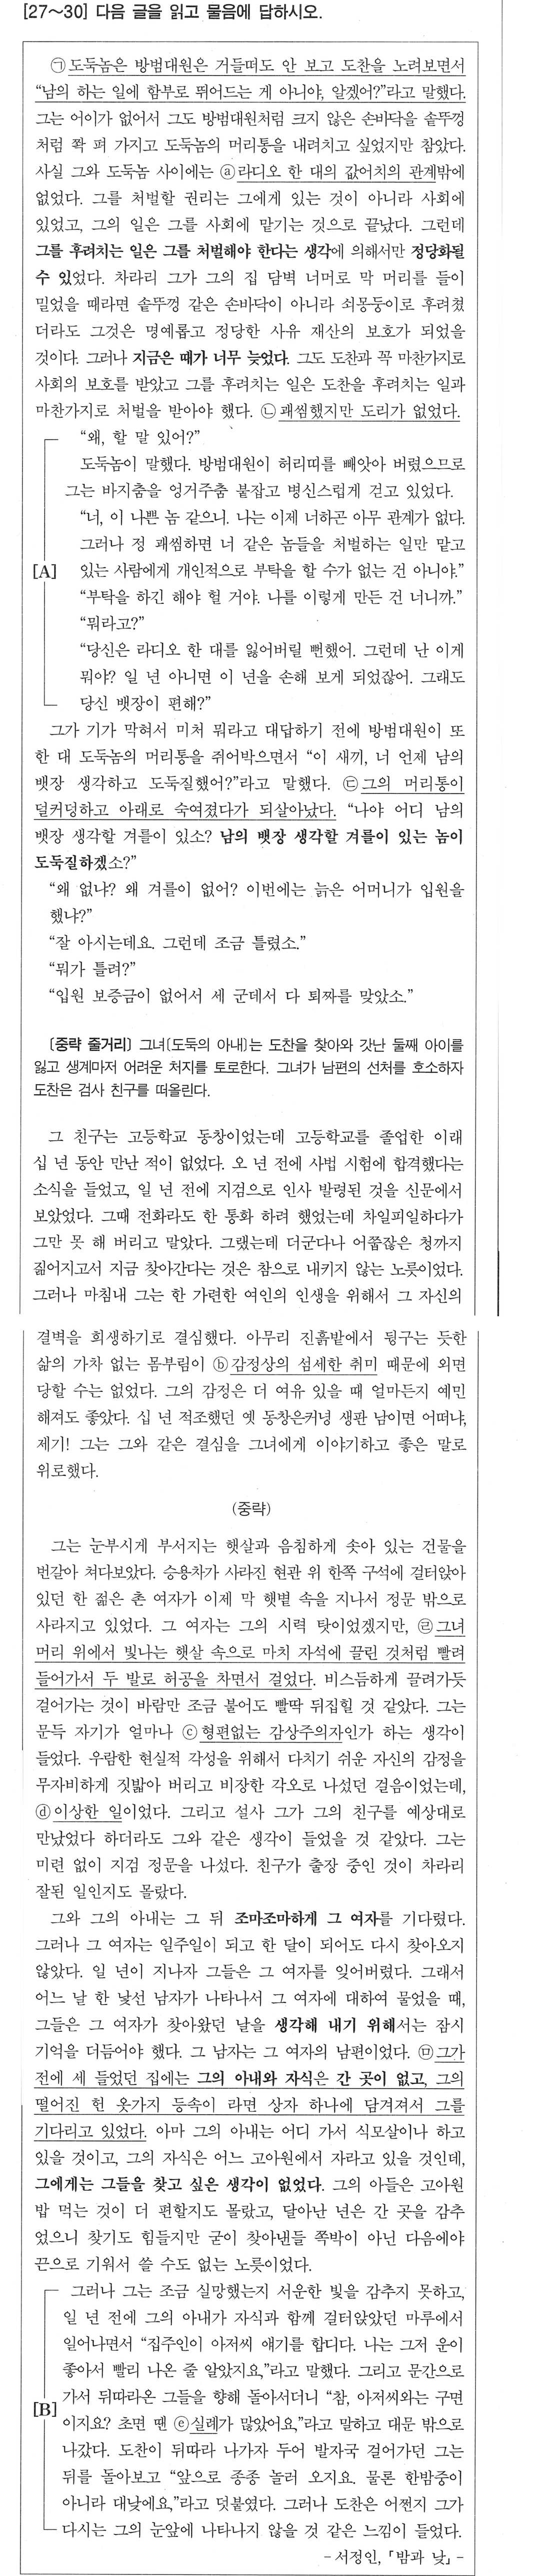 [27～30] 다음 글을 읽고 물음에 답하시오.
㉠도둑놈은 방범대원은 거들떠도 안 보고 도찬을 노려보면서
“남의 하는 일에 함부로 뛰어드는 게 아니야, 알겠어?”라고 말했다.
그는 어이가 없어서 그도 방범대원처럼 크지 않은 손바닥을 솥뚜껑
처럼 쫙 펴 가지고 도둑놈의 머리통을 내려치고 싶었지만 참았다.
사실 그와 도둑놈 사이에는 ⓐ라디오 한 대의 값어치의 관계밖에
없었다. 그를 처벌할 권리는 그에게 있는 것이 아니라 사회에
있었고, 그의 일은 그를 사회에 맡기는 것으로 끝났다. 그런데
그를 후려치는 일은 그를 처벌해야 한다는 생각에 의해서만 정당화될
수 있었다. 차라리 그가 그의 집 담벽 너머로 막 머리를 들이
밀었을 때라면 솥뚜껑 같은 손바닥이 아니라 쇠몽둥이로 후려쳤
더라도 그것은 명예롭고 정당한 사유 재산의 보호가 되었을
것이다. 그러나 지금은 때가 너무 늦었다. 그도 도찬과 꼭 마찬가지로
사회의 보호를 받았고 그를 후려치는 일은 도찬을 후려치는 일과
마찬가지로 처벌을 받아야 했다. ㉡괘씸했지만 도리가 없었다.
“왜, 할 말 있어?”
도둑놈이 말했다. 방범대원이 허리띠를 빼앗아 버렸으므로
그는 바지춤을 엉거주춤 붙잡고 병신스럽게 걷고 있었다.
“너, 이 나쁜 놈 같으니. 나는 이제 너하곤 아무 관계가 없다.
그러나 정 괘씸하면 너 같은 놈들을 처벌하는 일만 맡고
[A] 있는 사람에게 개인적으로 부탁을 할 수가 없는 건 아니야.”
“부탁을 하긴 해야 헐 거야. 나를 이렇게 만든 건 너니까.”
“뭐라고?”
“당신은 라디오 한 대를 잃어버릴 뻔했어. 그런데 난 이게
뭐야? 일 년 아니면 이 년을 손해 보게 되었잖어. 그래도
당신 뱃장이 편해?”
그가 기가 막혀서 미처 뭐라고 대답하기 전에 방범대원이 또
한 대 도둑놈의 머리통을 쥐어박으면서 “이 새끼, 너 언제 남의
뱃장 생각하고 도둑질했어?”라고 말했다. ㉢그의 머리통이
덜커덩하고 아래로 숙여졌다가 되살아났다. “나야 어디 남의
뱃장 생각할 겨를이 있소? 남의 뱃장 생각할 겨를이 있는 놈이
도둑질하겠소?”
“왜 없냐? 왜 겨를이 없어? 이번에는 늙은 어머니가 입원을
했냐?”
“잘 아시는데요. 그런데 조금 틀렸소.”
“뭐가 틀려?”
“입원 보증금이 없어서 세 군데서 다 퇴짜를 맞았소.”
[중략 줄거리] 그녀(도둑의 아내)는 도찬을 찾아와 갓난 둘째 아이를
잃고 생계마저 어려운 처지를 토로한다. 그녀가 남편의 선처를 호소하자
도찬은 검사 친구를 떠올린다.
그 친구는 고등학교 동창이었는데 고등학교를 졸업한 이래
십 년 동안 만난 적이 없었다. 오 년 전에 사법 시험에 합격했다는
소식을 들었고, 일 년 전에 지검으로 인사 발령된 것을 신문에서
보았었다. 그때 전화라도 한 통화 하려 했었는데 차일피일하다가
그만 못 해 버리고 말았다. 그랬는데 더군다나 어쭙잖은 청까지
짊어지고서 지금 찾아간다는 것은 참으로 내키지 않는 노릇이었다.
그러나 마침내 그는 한 가련한 여인의 인생을 위해서 그 자신의
결벽을 희생하기로 결심했다. 아무리 진흙밭에서 뒹구는 듯한
삶의 가차 없는 몸부림이 ⓑ감정상의 섬세한 취미 때문에 외면
당할 수는 없었다. 그의 감정은 더 여유 있을 때 얼마든지 예민
해져도 좋았다. 십 년 적조했던 옛 동창은커녕 생판 남이면 어떠냐,
제기! 그는 그와 같은 결심을 그녀에게 이야기하고 좋은 말로
위로했다.
(중략)
그는 눈부시게 부서지는 햇살과 음침하게 솟아 있는 건물을
번갈아 쳐다보았다. 승용차가 사라진 현관 위 한쪽 구석에 걸터앉아
있던 한 젊은 촌 여자가 이제 막 햇볕 속을 지나서 정문 밖으로
사라지고 있었다. 그 여자는 그의 시력 탓이었겠지만, ㉣그녀
머리 위에서 빛나는 햇살 속으로 마치 자석에 끌린 것처럼 빨려
들어가서 두 발로 허공을 차면서 걸었다. 비스듬하게 끌려가듯
걸어가는 것이 바람만 조금 불어도 빨딱 뒤집힐 것 같았다. 그는
문득 자기가 얼마나 ⓒ형편없는 감상주의자인가 하는 생각이
들었다. 우람한 현실적 각성을 위해서 다치기 쉬운 자신의 감정을
무자비하게 짓밟아 버리고 비장한 각오로 나섰던 걸음이었는데,
ⓓ이상한 일이었다. 그리고 설사 그가 그의 친구를 예상대로
만났었다 하더라도 그와 같은 생각이 들었을 것 같았다. 그는
미련 없이 지검 정문을 나섰다. 친구가 출장 중인 것이 차라리
잘된 일인지도 몰랐다.
그와 그의 아내는 그 뒤 조마조마하게 그 여자를 기다렸다.
그러나 그 여자는 일주일이 되고 한 달이 되어도 다시 찾아오지
않았다. 일 년이 지나자 그들은 그 여자를 잊어버렸다. 그래서
어느 날 한 낯선 남자가 나타나서 그 여자에 대하여 물었을 때,
그들은 그 여자가 찾아왔던 날을 생각해 내기 위해서는 잠시
기억을 더듬어야 했다. 그 남자는 그 여자의 남편이었다. ㉤그가
전에 세 들었던 집에는 그의 아내와 자식은 간 곳이 없고, 그의
떨어진 헌 옷가지 등속이 라면 상자 하나에 담겨져서 그를
기다리고 있었다. 아마 그의 아내는 어디 가서 식모살이나 하고
있을 것이고, 그의 자식은 어느 고아원에서 자라고 있을 것인데,
그에게는 그들을 찾고 싶은 생각이 없었다. 그의 아들은 고아원
밥 먹는 것이 더 편할지도 몰랐고, 달아난 년은 간 곳을 감추
었으니 찾기도 힘들지만 굳이 찾아낸들 쪽박이 아닌 다음에야
끈으로 기워서 쓸 수도 없는 노릇이었다.
그러나 그는 조금 실망했는지 서운한 빛을 감추지 못하고,
일 년 전에 그의 아내가 자식과 함께 걸터앉았던 마루에서
일어나면서 “집주인이 아저씨 얘기를 합디다. 나는 그저 운이
좋아서 빨리 나온 줄 알았지요,”라고 말했다. 그리고 문간으로
가서 뒤따라온 그들을 향해 돌아서더니 “참, 아저씨와는 구면
[B] 이지요? 초면 땐 ⓔ실례가 많았어요,”라고 말하고 대문 밖으로
나갔다. 도찬이 뒤따라 나가자 두어 발자국 걸어가던 그는
뒤를 돌아보고 “앞으로 종종 놀러 오지요. 물론 한밤중이
아니라 대낮에요,”라고 덧붙였다. 그러나 도찬은 어쩐지 그가
다시는 그의 눈앞에 나타나지 않을 것 같은 느낌이 들었다.
- 서정인, 「밤과 낮」 -